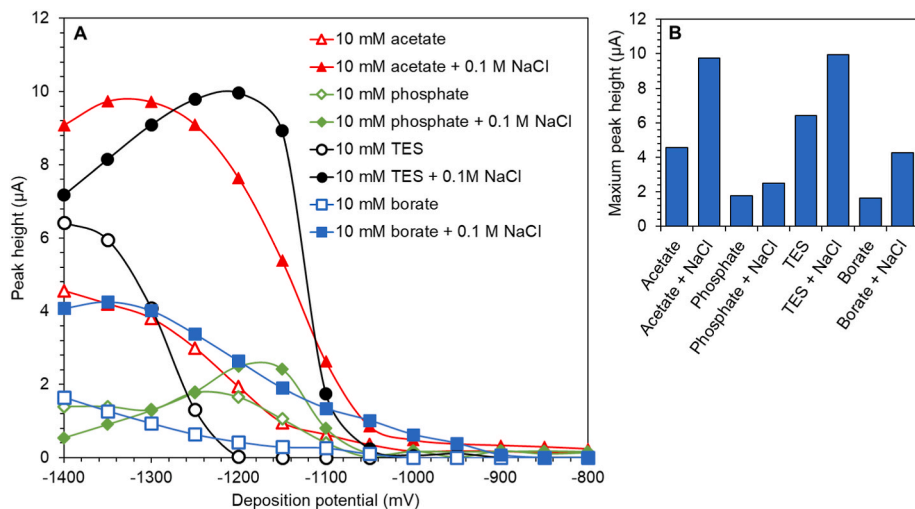 A
12
10
8
6
4
2
0
Peak height (µA)
10 mM acetate
10 mM acetate + 0.1 M NaCl
10 mM phosphate
10 mM phosphate + 0.1 M NaCl
10 mM TES
10 mM TES + 0.1M NaCl
10 mM borate
10 mM borate + 0.1 M NaCl
-1400 -1300 -1200 -1100 -1000 -900 -800
Deposition potential (mV)
B
12
10
8
6
4
2
0
Maxium peak height (µA)
Acetate
Acetate + NaCl
Phosphate
Phosphate + NaCl
TES
TES + NaCl
Borate
Borate + NaCl